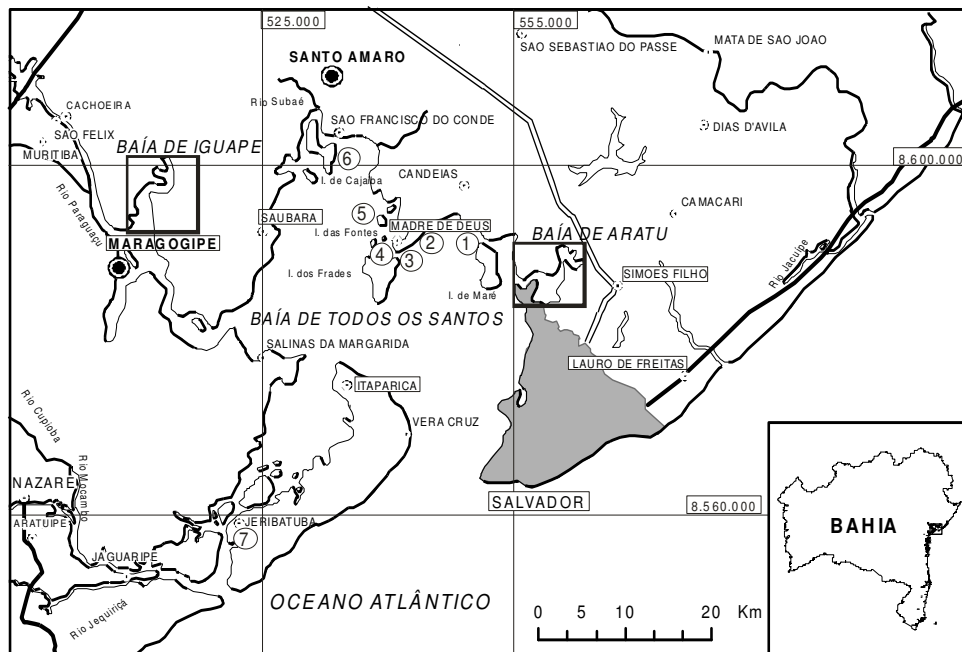 525.000
555.000
SAO SEBASTIAO DO PASSE
MATA DE SAO JOAO
SANTO AMARO
Rio Subaé
CACHOEIRA
SAO FELIX
MURITIBA
BAÍA DE IGUAPE
SAO FRANCISCO DO CONDE
DIAS D'AVILA
6
8.600.000
I. de Cajaiba
CANDEIAS
Rio Paraguaçu
SAUBARA
5
I. das Fontes
MADRE DE DEUS
CAMACARI
MARAGOGIPE
4
3
2
1
BAÍA DE ARATU
SIMOES FILHO
Rio Jacuipe
I. dos Frades
I. de Maré
BAÍA DE TODOS OS SANTOS
SALINAS DA MARGARIDA
LAURO DE FREITAS
ITAPARICA
Rio Cupioba
VERA CRUZ
Rio Mocambo
NAZARE
SALVADOR
8.560.000
ARATUIPE
JERIBATUBA
7
JAGUARIPE
BAHIA
Rio Jequiriçá
OCEANO ATLÂNTICO
0 5 10 20 Km